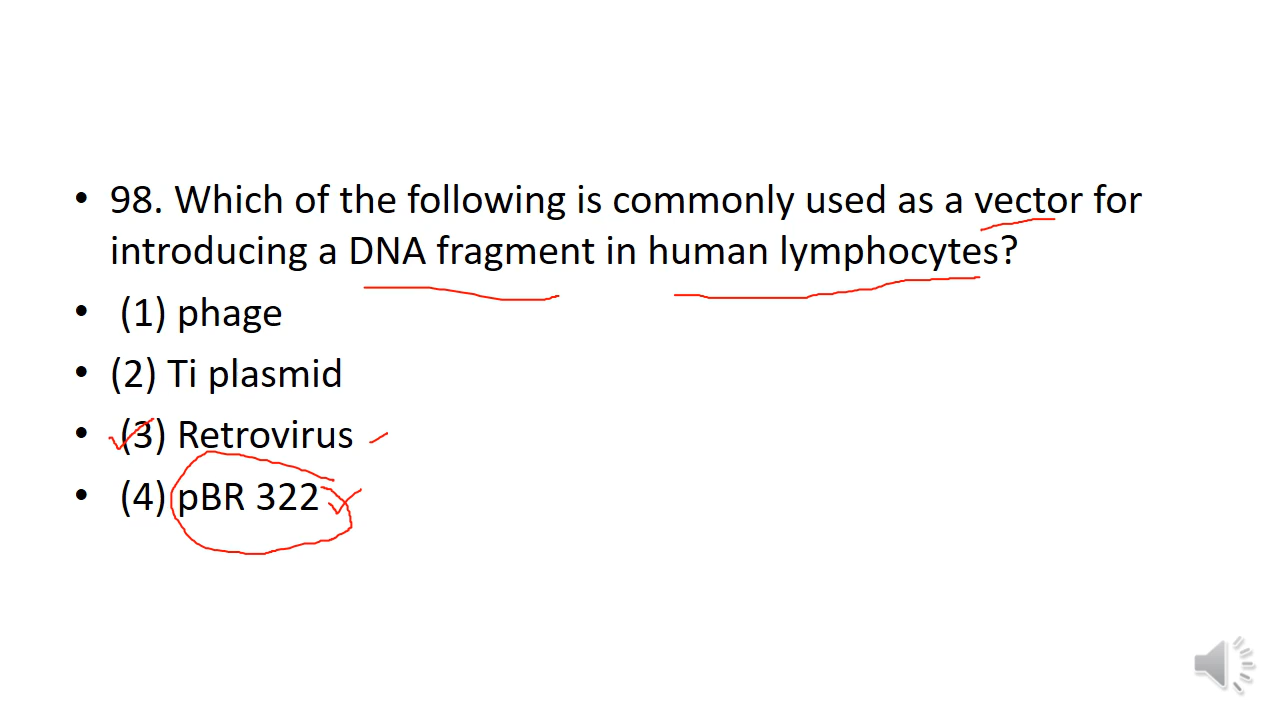 • 98. Which of the following is commonly used as a vector for
introducing a DNA fragment in human lymphocytes?
• (1) phage
• (2) Ti plasmid
• (3) Retrovirus
• (4) pBR 322